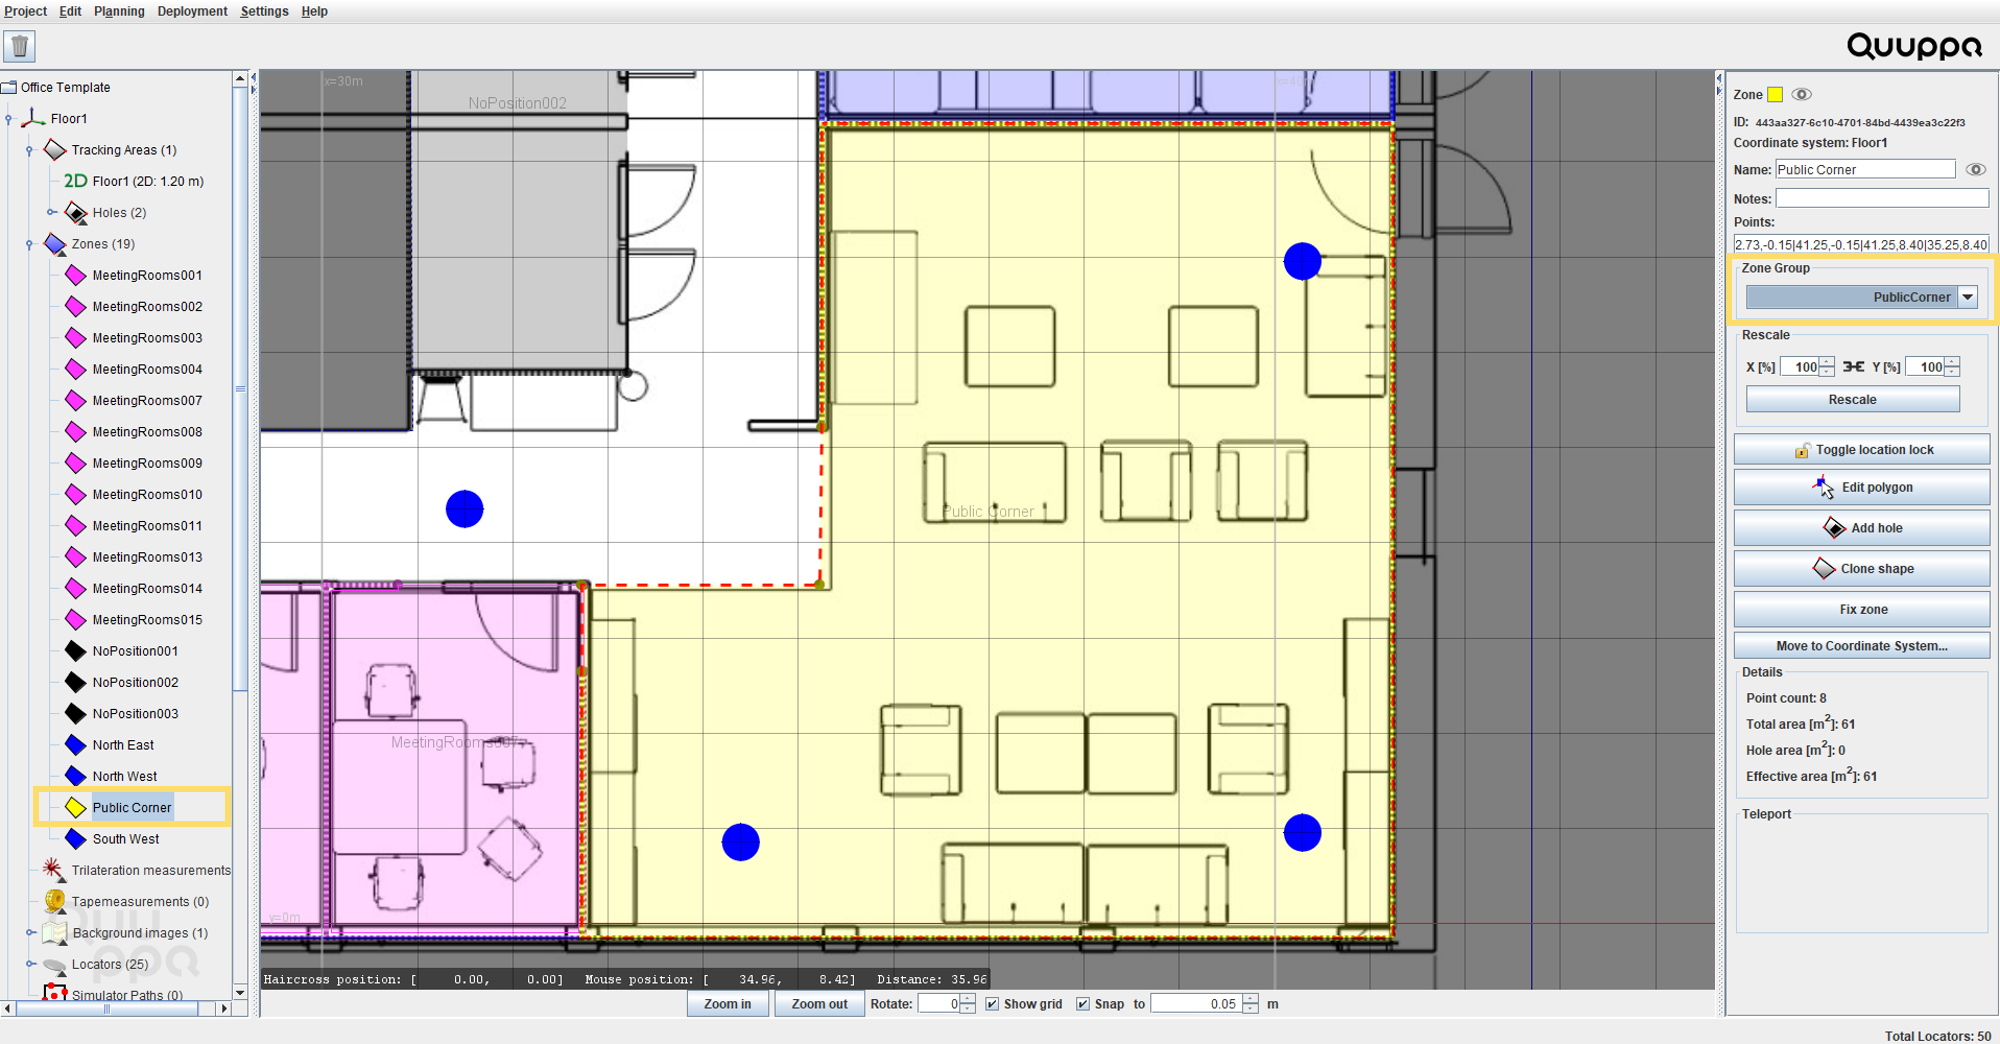 Project Edit Planning Deployment Settings Help
Quuppa
Office Template
Floor1
Tracking Areas (1)
2D Floor1 (2D: 1.20 m)
Holes (2)
Zones (19)
MeetingRooms001
MeetingRooms002
MeetingRooms003
MeetingRooms004
MeetingRooms007
MeetingRooms008
MeetingRooms009
MeetingRooms010
MeetingRooms011
MeetingRooms013
MeetingRooms014
MeetingRooms015
NoPosition001
NoPosition002
NoPosition003
North East
North West
Public Corner
South West
Trilateration measurements
Tapemeasurements (0)
Background images (1)
Locators (25)
Simulator Paths (0)
Quuppa
x=30m
NoPosition002
Public Corner
MeetingRooms007
y=0m
Haircross position: [ 0.00, 0.00] Mouse position: [ 34.96, 8.42] Distance: 35.96
Zoom in Zoom out Rotate: 0 Show grid Snap to 0.05 m
Zone
ID: 443aa327-6c10-4701-84bd-4439ea3c22f3
Coordinate system: Floor1
Name: Public Corner
Notes:
Points:
2.73,-0.15|41.25,-0.15|41.25,8.40|35.25,8.40
Zone Group
PublicCorner
Rescale
X [%] 100 Y [%] 100
Rescale
Toggle location lock
Edit polygon
Add hole
Clone shape
Fix zone
Move to Coordinate System...
Details
Point count: 8
Total area [m2]: 61
Hole area [m2]: 0
Effective area [m2]: 61
Teleport
Total Locators: 50